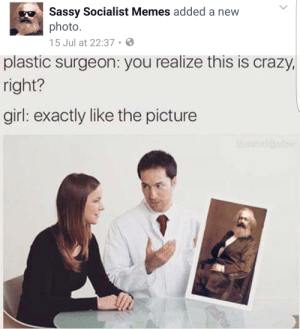 Sassy Socialist Memes added a new
photo.
15 Jul at 22:37 ·
plastic surgeon: you realize this is crazy,
right?
girl: exactly like the picture